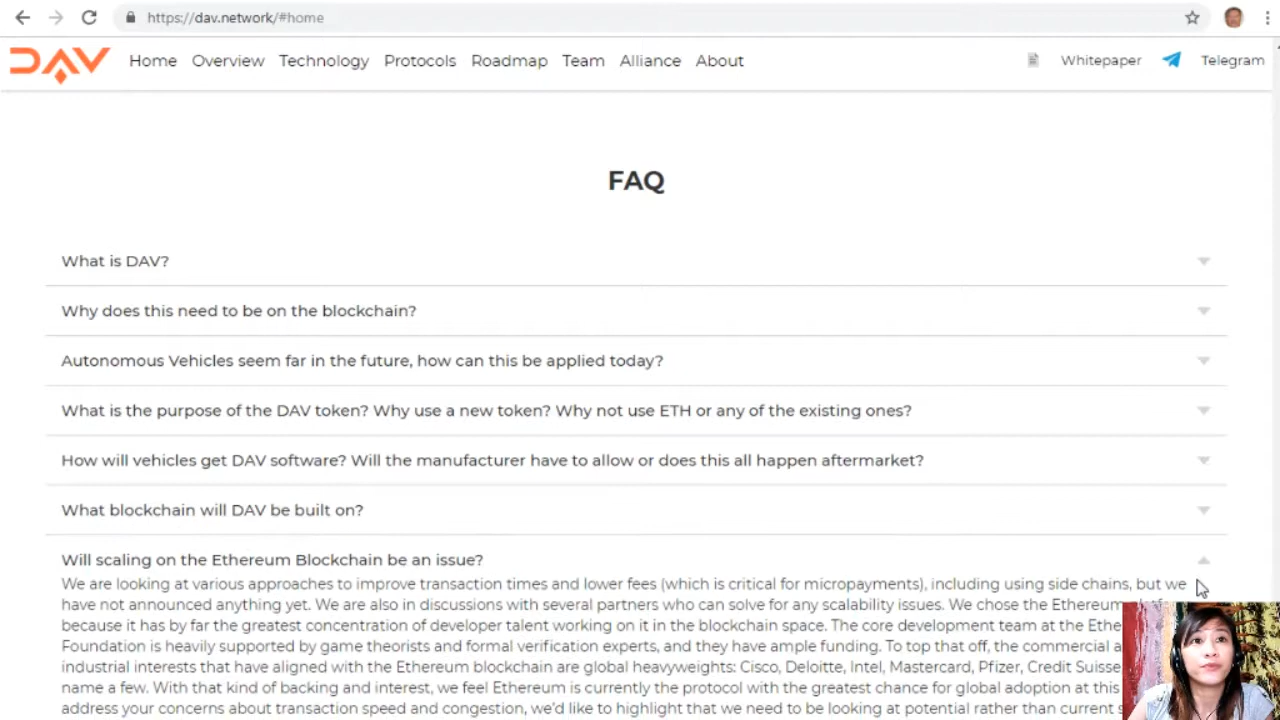 https://dav.network/#home
DAV Home Overview Technology Protocols Roadmap Team Alliance About Whitepaper Telegram
FAQ
What is DAV?
Why does this need to be on the blockchain?
Autonomous Vehicles seem far in the future, how can this be applied today?
What is the purpose of the DAV token? Why use a new token? Why not use ETH or any of the existing ones?
How will vehicles get DAV software? Will the manufacturer have to allow or does this all happen aftermarket?
What blockchain will DAV be built on?
Will scaling on the Ethereum Blockchain be an issue?
We are looking at various approaches to improve transaction times and lower fees (which is critical for micropayments), including using side chains, but we
have not announced anything yet. We are also in discussions with several partners who can solve for any scalability issues. We chose the Ethereum
because it has by far the greatest concentration of developer talent working on it in the blockchain space. The core development team at the Ethe
Foundation is heavily supported by game theorists and formal verification experts, and they have ample funding. To top that off, the commercial a
industrial interests that have aligned with the Ethereum blockchain are global heavyweights: Cisco, Deloitte, Intel, Mastercard, Pfizer, Credit Suisse
name a few. With that kind of backing and interest, we feel Ethereum is currently the protocol with the greatest chance for global adoption at this
address your concerns about transaction speed and congestion, we'd like to highlight that we need to be looking at potential rather than current